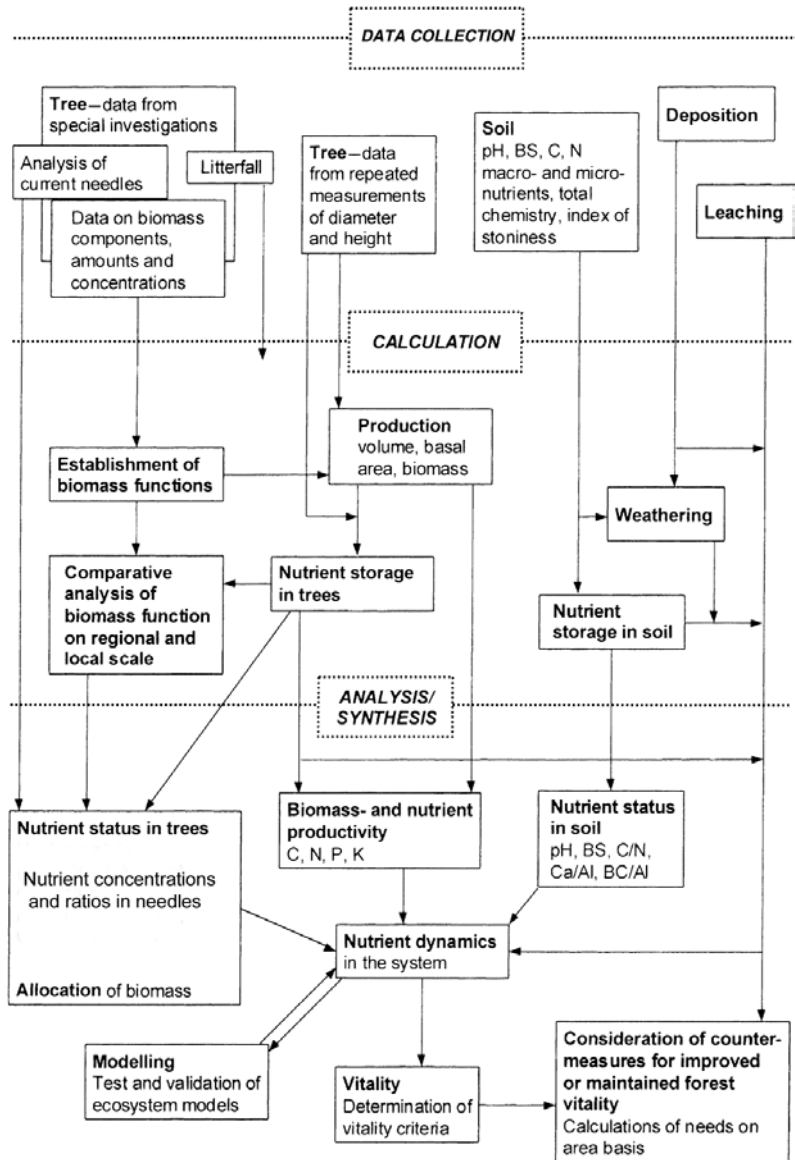 DATA COLLECTION
Tree—data from
special investigations
Analysis of
current needles
Litterfall
Data on biomass
components,
amounts and
concentrations
Tree—data
from repeated
measurements
of diameter
and height
Soil
pH, BS, C, N
macro- and micro-
nutrients, total
chemistry, index of
stoniness
Deposition
Leaching
CALCULATION
Production
volume, basal
area, biomass
Establishment of
biomass functions
Weathering
Comparative
analysis of
biomass function
on regional and
local scale
Nutrient storage
in trees
Nutrient
storage in soil
ANALYSIS/
SYNTHESIS
Nutrient status in trees
Nutrient concentrations
and ratios in needles
Allocation of biomass
Biomass- and nutrient
productivity
C, N, P, K
Nutrient status
in soil
pH, BS, C/N,
Ca/Al, BC/Al
Nutrient dynamics
in the system
Modelling
Test and validation of
ecosystem models
Vitality
Determination of
vitality criteria
Consideration of counter-
measures for improved
or maintained forest
vitality
Calculations of needs on
area basis